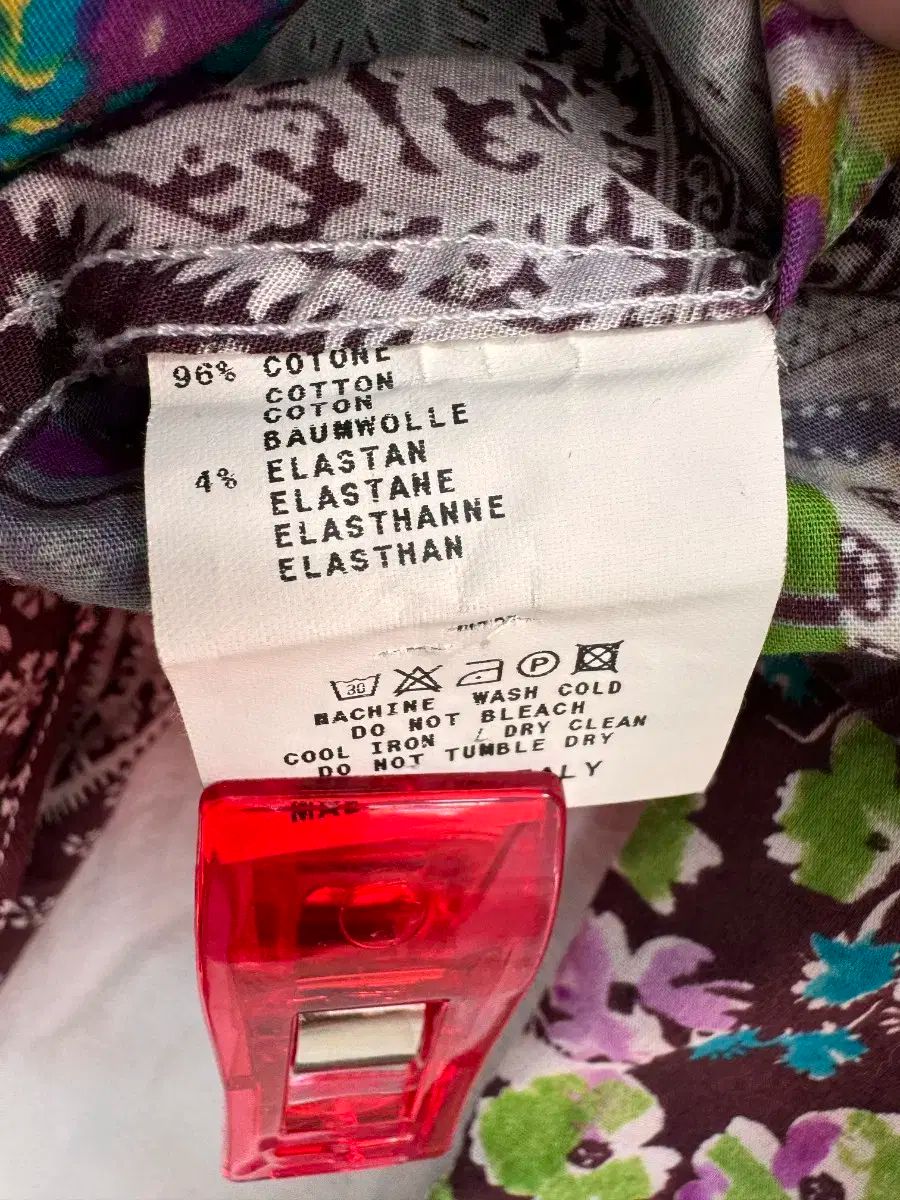 96% COTONE
COTTON
COTON
BAUMWOLLE
4% ELASTAN
ELASTANE
ELASTHANNE
ELASTHAN
30 P
MACHINE WASH COLD
DO NOT BLEACH
COOL IRON DRY CLEAN
DO NOT TUMBLE DRY